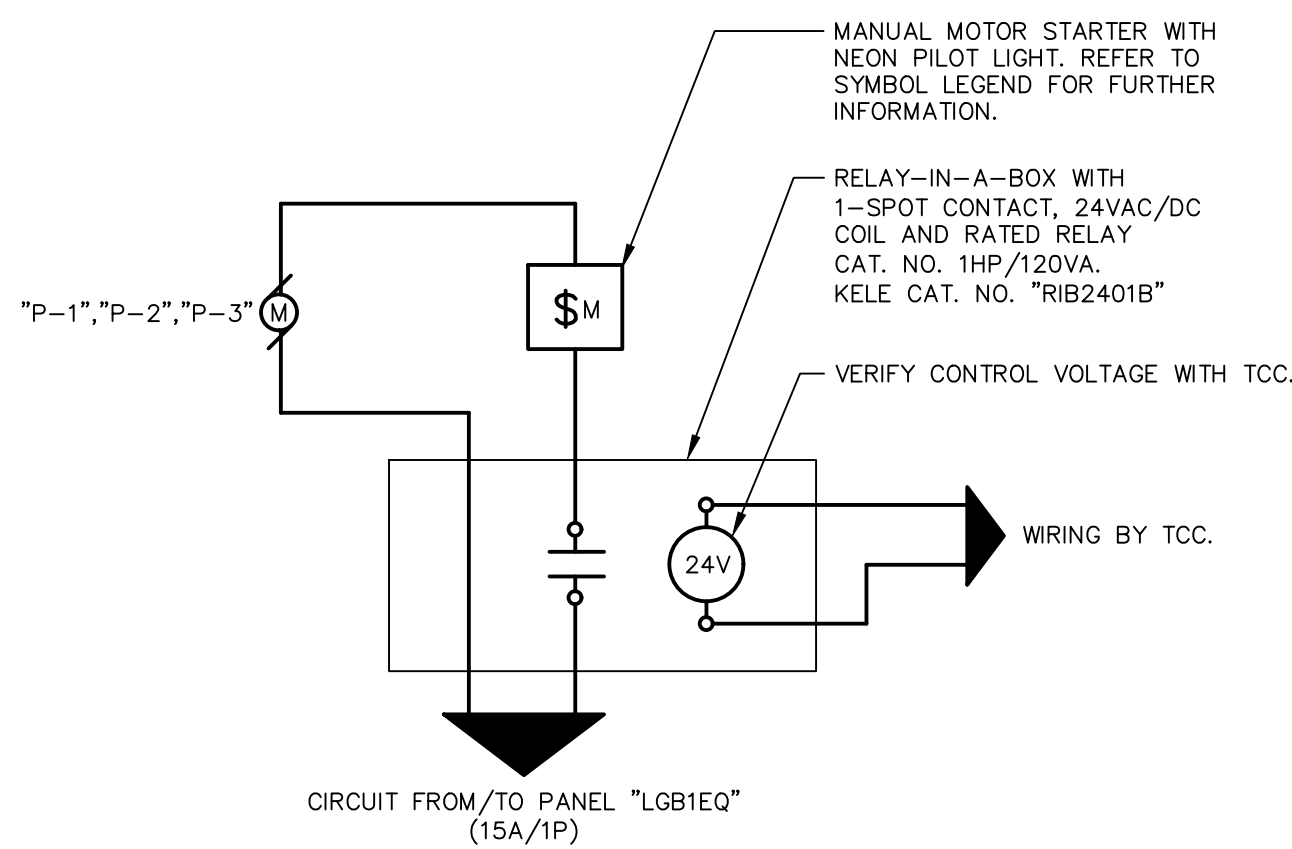 MANUAL MOTOR STARTER WITH
NEON PILOT LIGHT. REFER TO
SYMBOL LEGEND FOR FURTHER
INFORMATION.
RELAY-IN-A-BOX WITH
1-SPOT CONTACT, 24VAC/DC
COIL AND RATED RELAY
CAT. NO. 1HP/120VA.
KELE CAT. NO. "RIB2401B"
"P-1","P-2","P-3"
M
$M
VERIFY CONTROL VOLTAGE WITH TCC.
24V
WIRING BY TCC.
CIRCUIT FROM/TO PANEL "LGB1EQ"
(15A/1P)